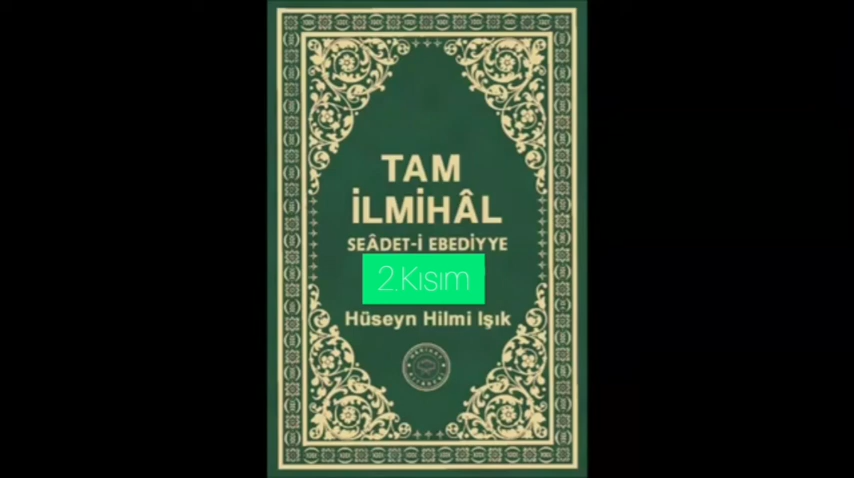 TAM
İLMİHÂL
SEÂDET-İ EBEDİYYE
2.Kısım
Hüseyn Hilmi Işık